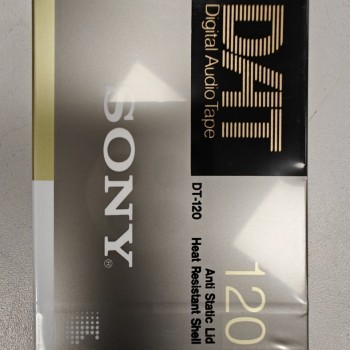 DAT
Digital Audio Tape
120
Anti Static Lid
DT-120 Heat Resistant Shell
SONY®